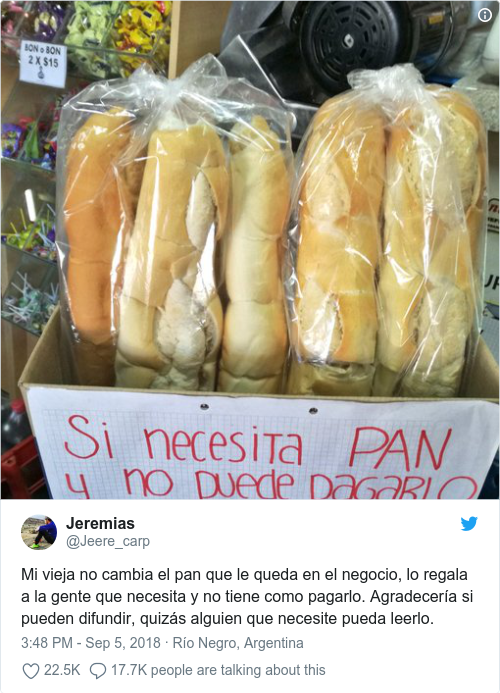 BON o BON
2 X $15
Si necesita PAN
y no puede pagarlo
Jeremias
@Jeere_carp
Mi vieja no cambia el pan que le queda en el negocio, lo regala
a la gente que necesita y no tiene como pagarlo. Agradecería si
pueden difundir, quizás alguien que necesite pueda leerlo.
3:48 PM - Sep 5, 2018 · Río Negro, Argentina
22.5K 17.7K people are talking about this